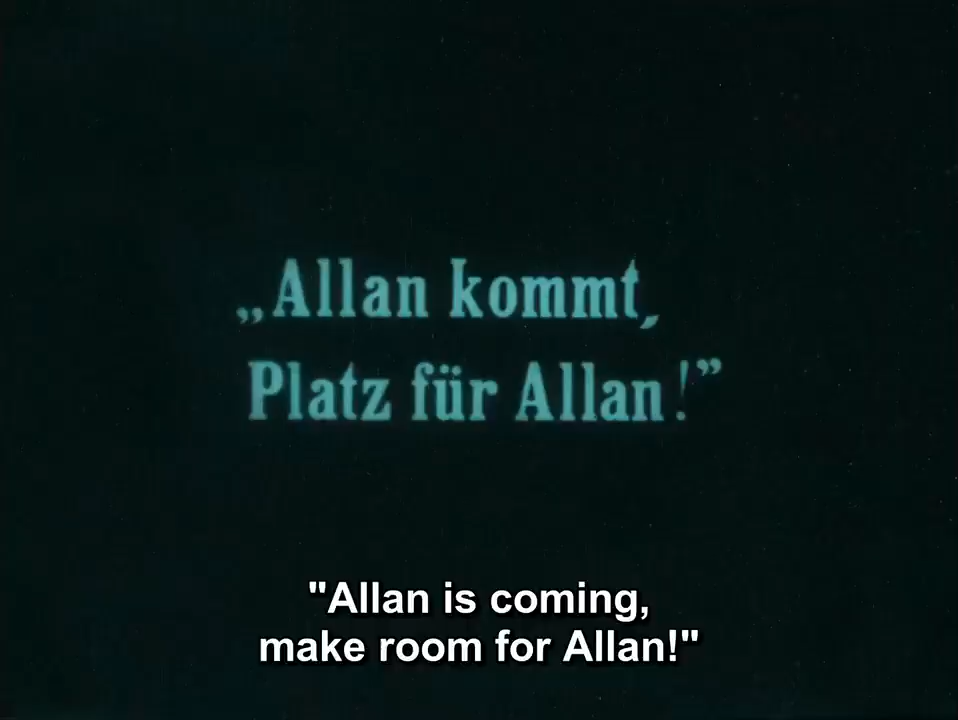 „Allan kommt,
Platz für Allan!”
"Allan is coming,
make room for Allan!"